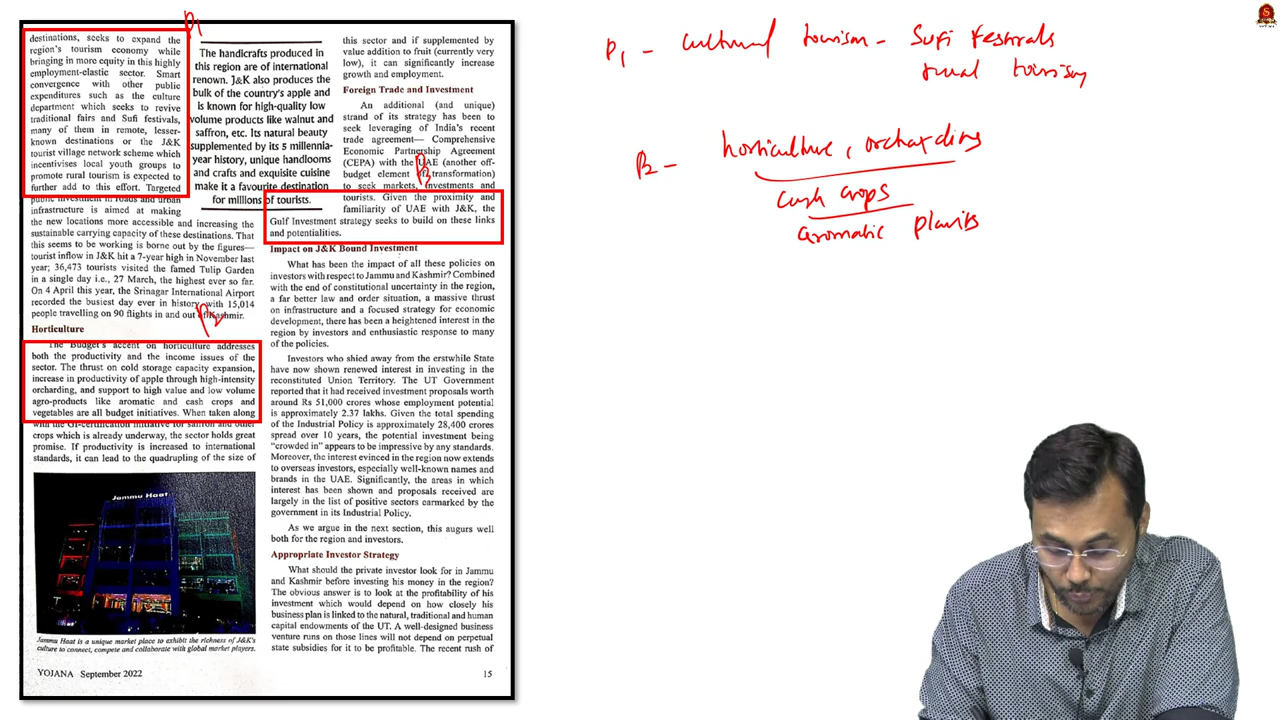 P1
destinations, seeks to expand the
region's tourism economy while
bringing in more equity in this highly
employment-elastic sector. Smart
convergence with other public
expenditures such as the culture
department which seeks to revive
traditional fairs and Sufi festivals,
many of them in remote, lesser-
known destinations or the J&K
tourist village network scheme which
incentivises local youth groups to
promote rural tourism is expected to
further add to this effort. Targeted
public investment in roads and urban
infrastructure is aimed at making
the new locations more accessible and increasing the
sustainable carrying capacity of these destinations. That
this seems to be working is borne out by the figures—
tourist inflow in J&K hit a 7-year high in November last
year; 36,473 tourists visited the famed Tulip Garden
in a single day i.e., 27 March, the highest ever so far.
On 4 April this year, the Srinagar International Airport
recorded the busiest day ever in history with 15,014
people travelling on 90 flights in and out of Kashmir.
P2
Horticulture
The Budget's accent on horticulture addresses
both the productivity and the income issues of the
sector. The thrust on cold storage capacity expansion,
increase in productivity of apple through high-intensity
orcharding, and support to high value and low volume
agro-products like aromatic and cash crops and
vegetables are all budget initiatives. When taken along
with the GI-certification initiative for saffron and other
crops which is already underway, the sector holds great
promise. If productivity is increased to international
standards, it can lead to the quadrupling of the size of
Jammu Haat
Jammu Haat is a unique market place to exhibit the richness of J&K's
culture to connect, compete and collaborate with global market players.
YOJANA September 2022
The handicrafts produced in
this region are of international
renown. J&K also produces the
bulk of the country's apple and
is known for high-quality low
volume products like walnut and
saffron, etc. Its natural beauty
supplemented by its 5 millennia-
year history, unique handlooms
and crafts and exquisite cuisine
make it a favourite destination
for millions of tourists.
this sector and if supplemented by
value addition to fruit (currently very
low), it can significantly increase
growth and employment.
Foreign Trade and Investment
An additional (and unique)
strand of its strategy has been to
seek leveraging of India's recent
trade agreement— Comprehensive
Economic Partnership Agreement
(CEPA) with the UAE (another off-
budget element of transformation)
to seek markets, investments and
tourists. Given the proximity and
familiarity of UAE with J&K, the
Gulf Investment strategy seeks to build on these links
and potentialities.
P3
Impact on J&K Bound Investment
What has been the impact of all these policies on
investors with respect to Jammu and Kashmir? Combined
with the end of constitutional uncertainty in the region,
a far better law and order situation, a massive thrust
on infrastructure and a focused strategy for economic
development, there has been a heightened interest in the
region by investors and enthusiastic response to many
of the policies.
Investors who shied away from the erstwhile State
have now shown renewed interest in investing in the
reconstituted Union Territory. The UT Government
reported that it had received investment proposals worth
around Rs 51,000 crores whose employment potential
is approximately 2.37 lakhs. Given the total spending
of the Industrial Policy is approximately 28,400 crores
spread over 10 years, the potential investment being
"crowded in" appears to be impressive by any standards.
Moreover, the interest evinced in the region now extends
to overseas investors, especially well-known names and
brands in the UAE. Significantly, the areas in which
interest has been shown and proposals received are
largely in the list of positive sectors earmarked by the
government in its Industrial Policy.
As we argue in the next section, this augurs well
both for the region and investors.
Appropriate Investor Strategy
What should the private investor look for in Jammu
and Kashmir before investing his money in the region?
The obvious answer is to look at the profitability of his
investment which would depend on how closely his
business plan is linked to the natural, traditional and human
capital endowments of the UT. A well-designed business
venture runs on those lines will not depend on perpetual
state subsidies for it to be profitable. The recent rush of
15
P1 - Cultural tourism - Sufi Festivals
rural tourism
P2 - horticulture, orcharding
cash crops
aromatic plants